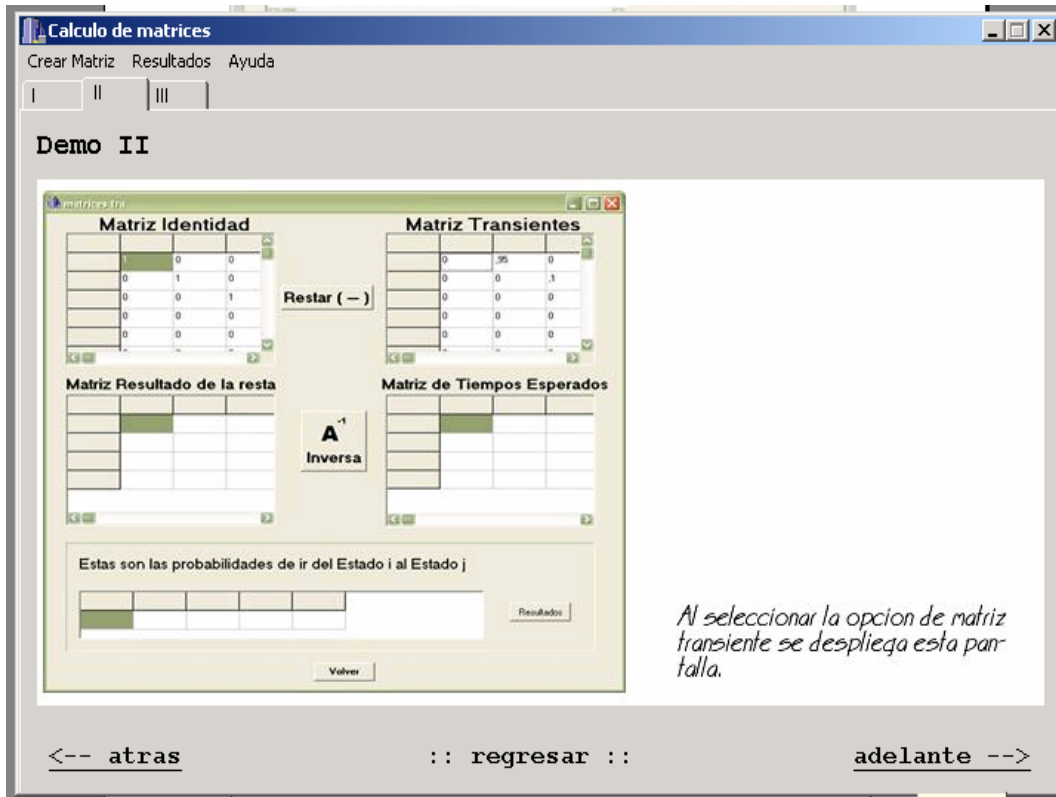 Calculo de matrices
Crear Matriz Resultados Ayuda
I II III
Demo II
matrices tra
Matriz Identidad
1 0 0
0 1 0
0 0 1
0 0 0
0 0 0
Restar ( — )
Matriz Transientes
0 ,95 0
0 0 ,1
0 0 0
0 0 0
0 0 0
Matriz Resultado de la resta
A-1
Inversa
Matriz de Tiempos Esperados
Estas son las probabilidades de ir del Estado i al Estado j
Resultados
Volver
Al seleccionar la opcion de matriz
transiente se despliega esta pan-
talla.
<-- atras :: regresar :: adelante -->